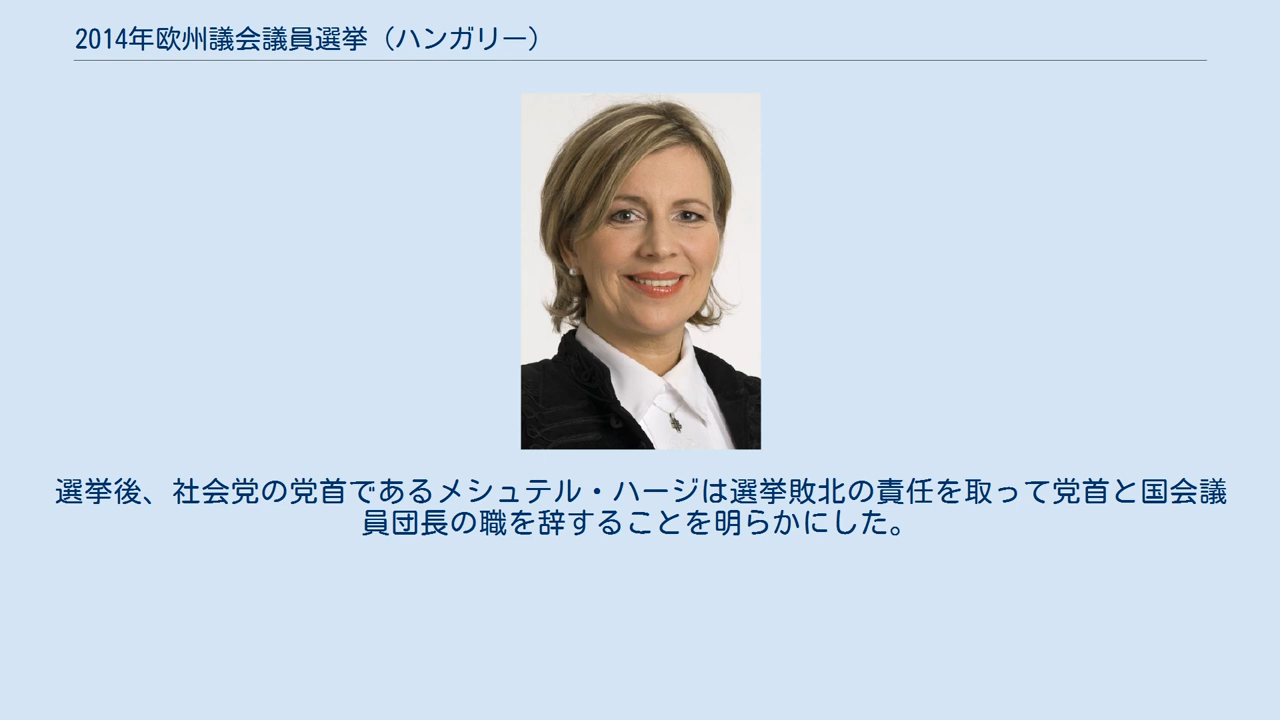 2014年欧州議会議員選挙（ハンガリー）
選挙後、社会党の党首であるメシュテル・ハージは選挙敗北の責任を取って党首と国会議
員団長の職を辞することを明らかにした。